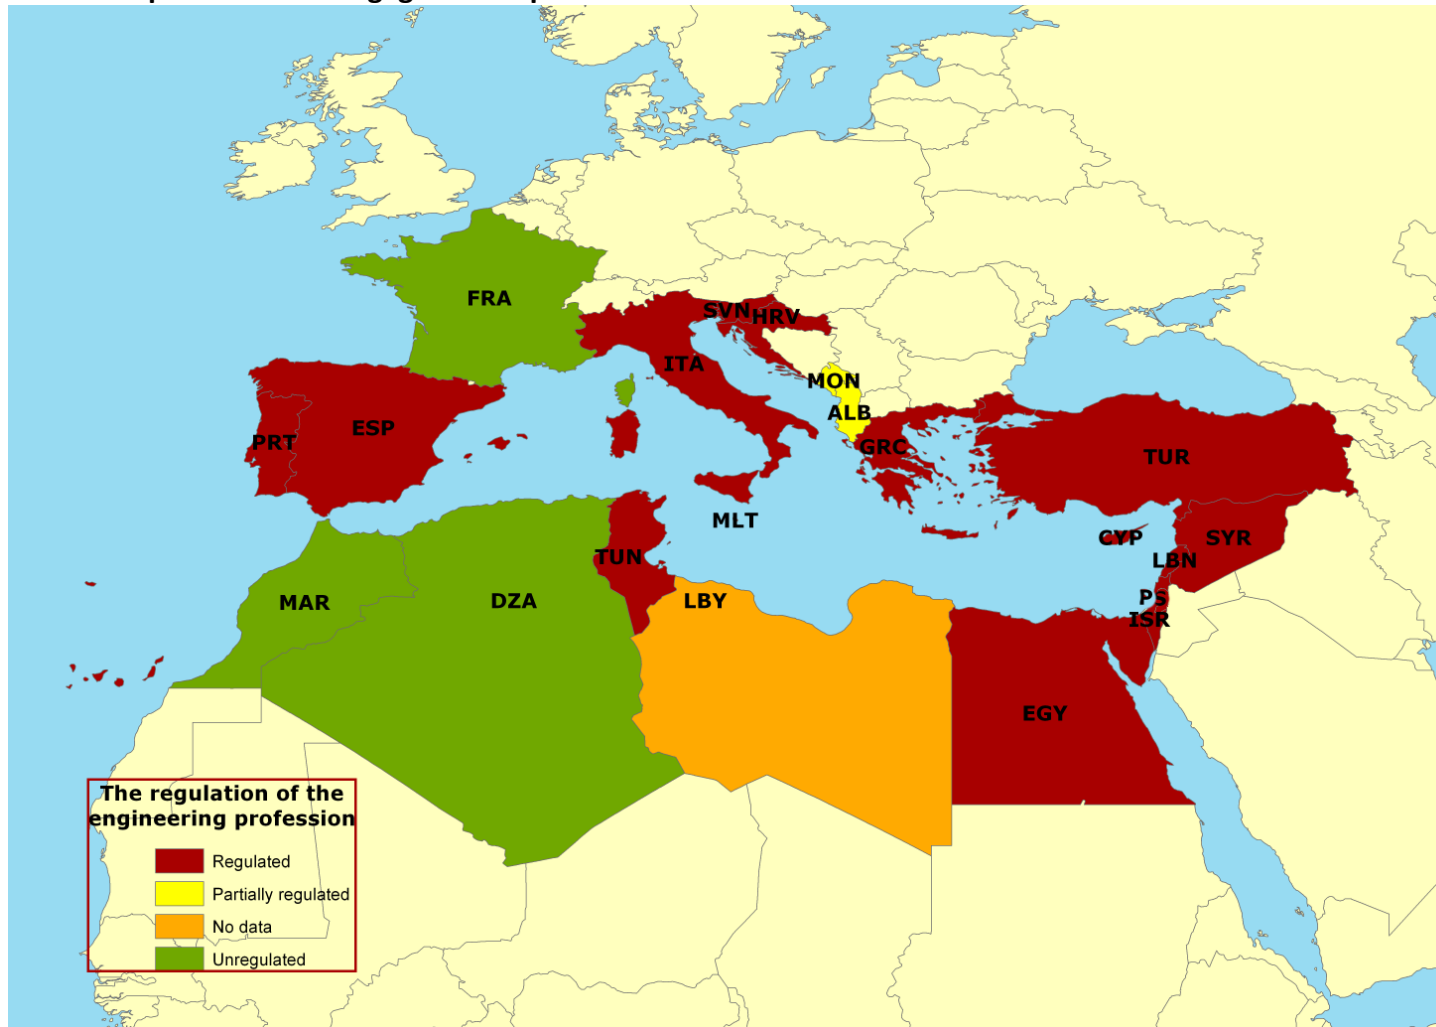 FRA
SVN
HRV
ITA
MON
ALB
PRT
ESP
GRC
TUR
MLT
CYP
SYR
TUN
LBN
MAR
DZA
LBY
PS
ISR
EGY
The regulation of the
engineering profession
Regulated
Partially regulated
No data
Unregulated